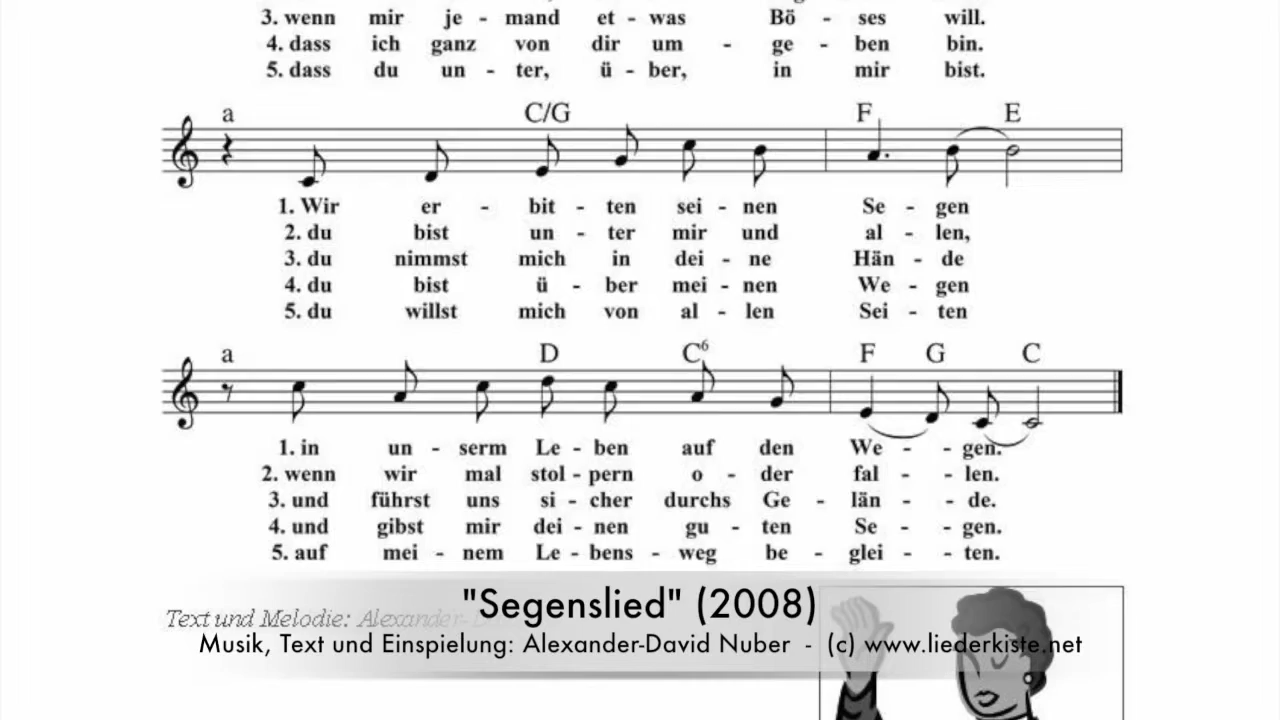 3. wenn mir je - mand et - was Bö - ses will.
4. dass ich ganz von dir um - ge - ben bin.
5. dass du un - ter, ü - ber, in mir bist.
a C/G F E
1. Wir er - bit - ten sei - nen Se - gen
2. du bist un - ter mir und al - len,
3. du nimmst mich in dei - ne Hän - de
4. du bist ü - ber mei - nen We - gen
5. du willst mich von al - len Sei - ten
a D C6 F G C
1. in un - serm Le - ben auf den We - - gen.
2. wenn wir mal stol - pern o - der fal - - len.
3. und führst uns si - cher durchs Ge - län - de.
4. und gibst mir dei - nen gu - ten Se - - gen.
5. auf mei - nem Le - bens - weg be - glei - - ten.
"Segenslied" (2008)
Text und Melodie: Alexander-
Musik, Text und Einspielung: Alexander-David Nuber - (c) www.liederkiste.net